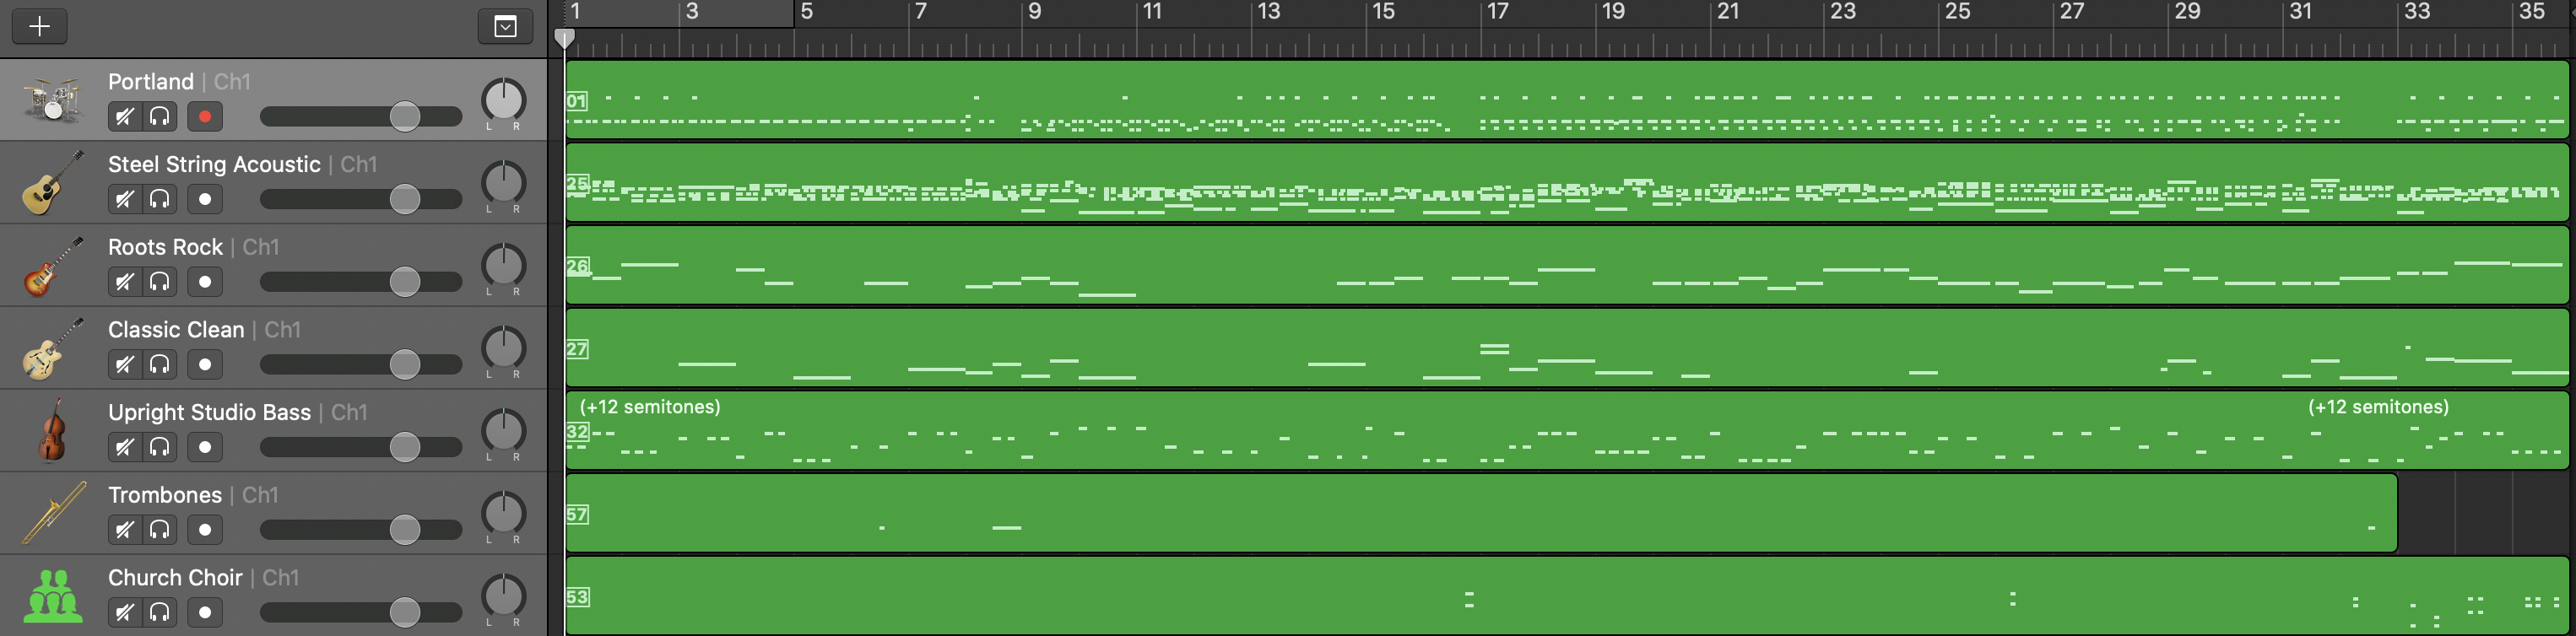 1 3 5 7 9 11 13 15 17 19 21 23 25 27 29 31 33 35
Portland | Ch1
L R
01
Steel String Acoustic | Ch1
L R
25
Roots Rock | Ch1
L R
26
Classic Clean | Ch1
L R
27
Upright Studio Bass | Ch1
L R
(+12 semitones) (+12 semitones)
32
Trombones | Ch1
L R
57
Church Choir | Ch1
L R
53